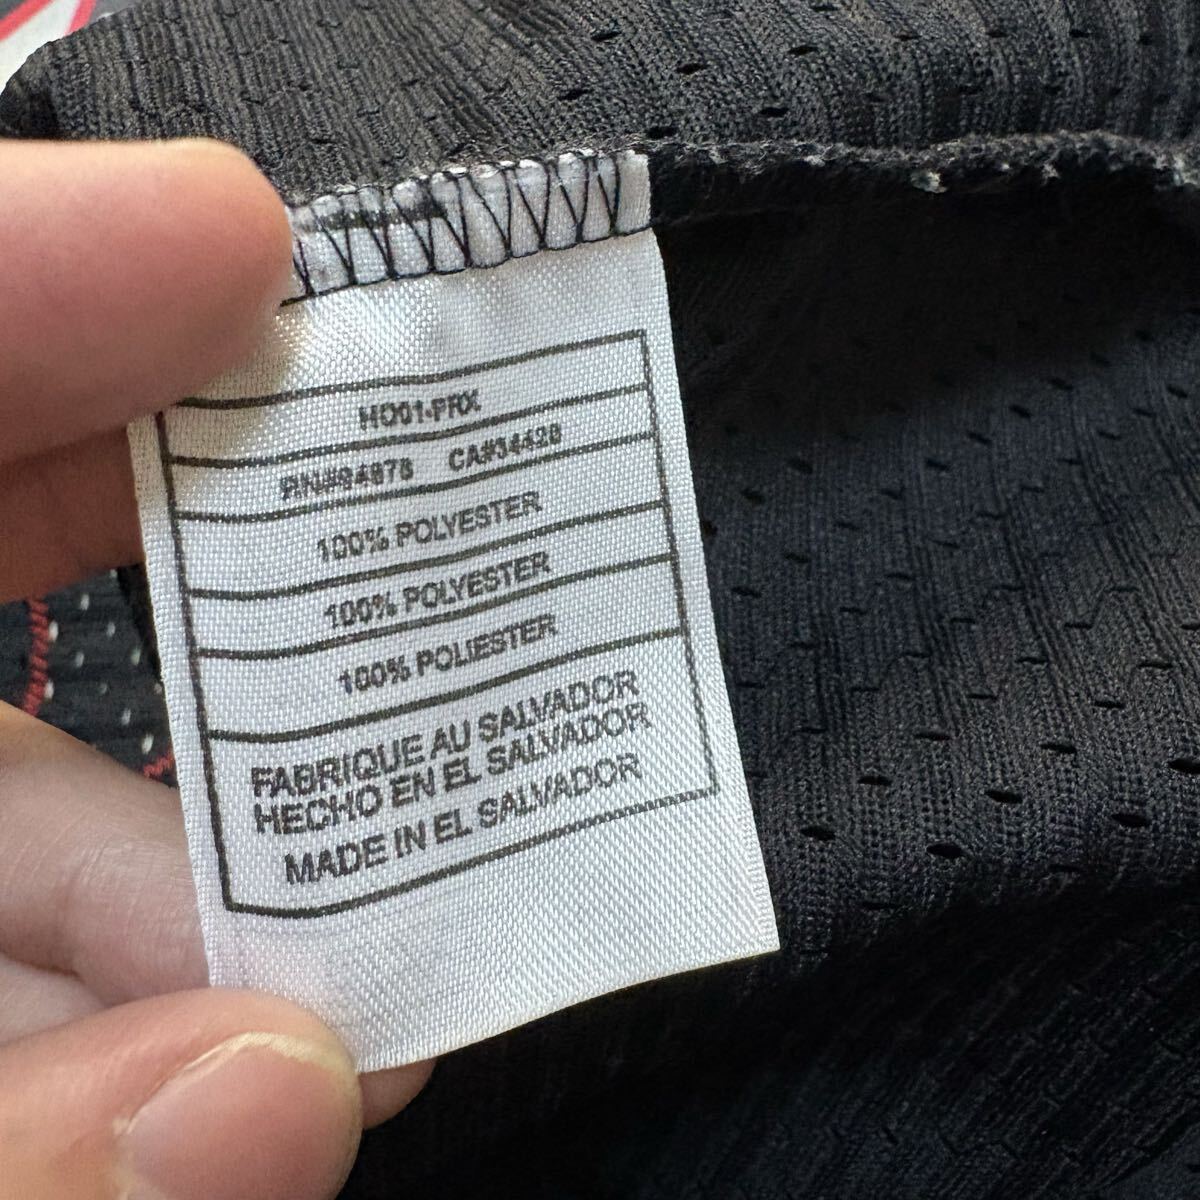 HO01-PRX
RN#94878 CA#34428
100% POLYESTER
100% POLYESTER
100% POLIESTER
FABRIQUE AU SALVADOR
HECHO EN EL SALVADOR
MADE IN EL SALVADOR